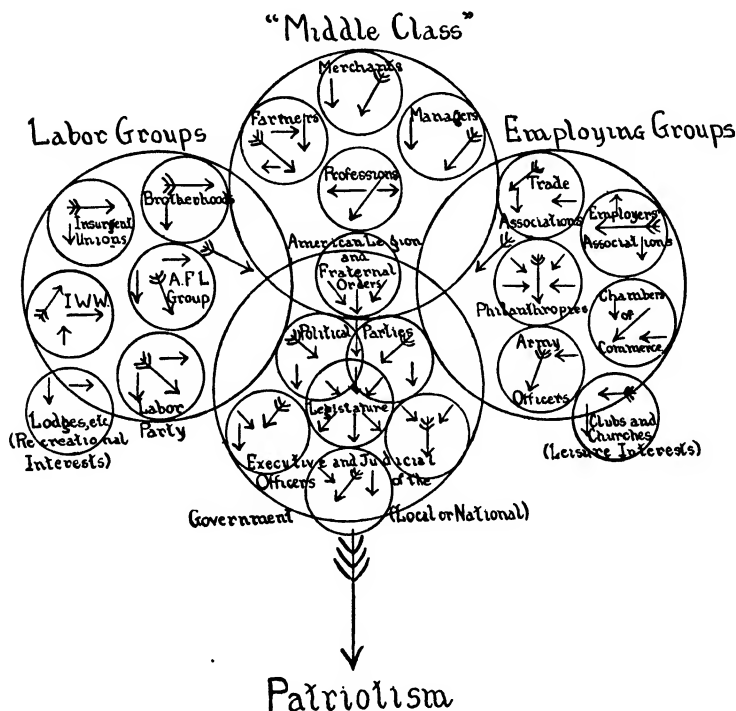 "Middle Class"
Merchants
Farmers
Managers
Professions
Labor Groups
Employing Groups
Brotherhoods
Insurgent
Unions
I.W.W.
A.F.L
Group
Labor
Party
Lodges, etc.
(Recreational
Interests)
American Legion
and
Fraternal
Orders
Trade
Associations
Employers'
Associations
Philanthropies
Chambers
of
Commerce
Army
Officers
Clubs and
Churches
(Leisure Interests)
Political Parties
Legislature
Executive and Judicial
Officers of the
Government (Local or National)
Patriotism